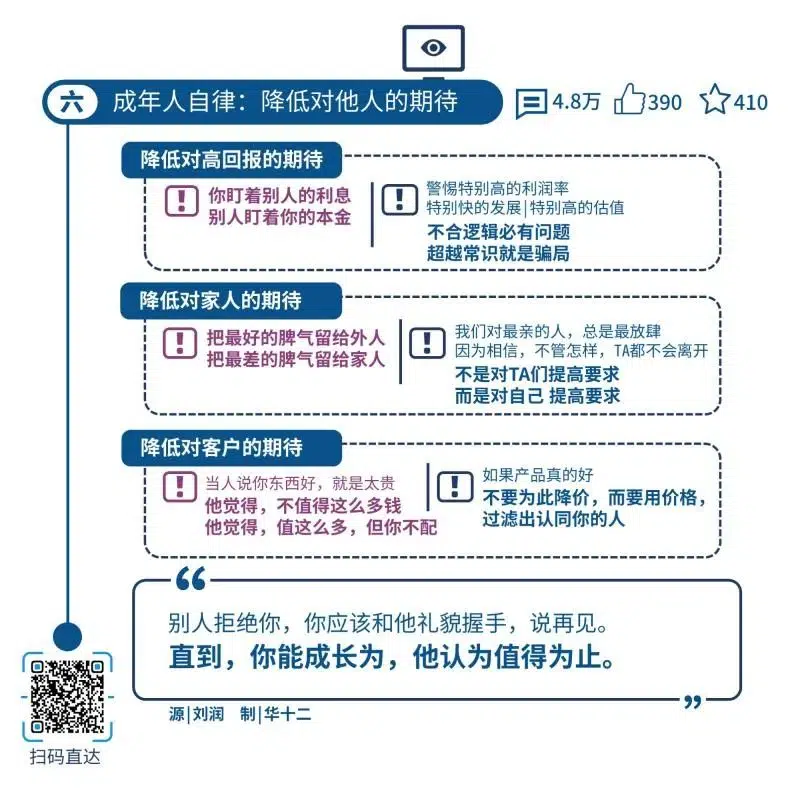 六 成年人自律：降低对他人的期待 4.8万 390 410
降低对高回报的期待
你盯着别人的利息
别人盯着你的本金
警惕特别高的利润率
特别快的发展|特别高的估值
不合逻辑必有问题
超越常识就是骗局
降低对家人的期待
把最好的脾气留给外人
把最差的脾气留给家人
我们对最亲的人，总是最放肆
因为相信，不管怎样，TA都不会离开
不是对TA们提高要求
而是对自己 提高要求
降低对客户的期待
当人说你东西好，就是太贵
他觉得，不值得这么多钱
他觉得，值这么多，但你不配
如果产品真的好
不要为此降价，而要用价格，
过滤出认同你的人
别人拒绝你，你应该和他礼貌握手，说再见。
直到，你能成长为，他认为值得为止。
源|刘润 制|华十二
扫码直达